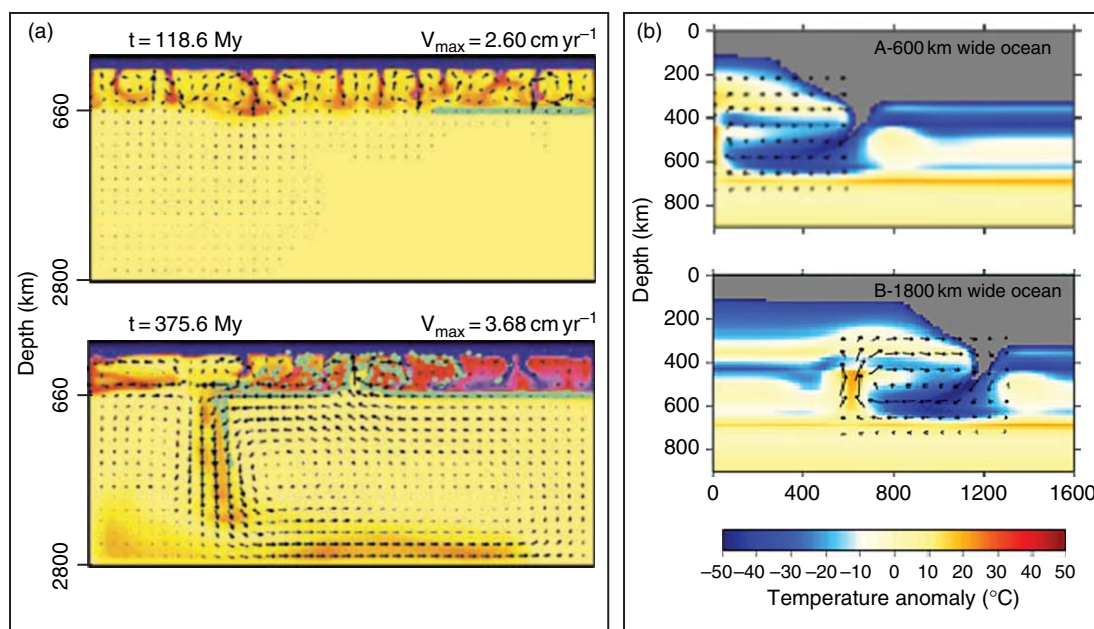 (a)
t = 118.6 My
V_max = 2.60 cm yr⁻¹
660
2800
t = 375.6 My
V_max = 3.68 cm yr⁻¹
660
2800
Depth (km)
(b)
A-600 km wide ocean
0
200
400
600
800
B-1800 km wide ocean
0
200
400
600
800
Depth (km)
0 400 800 1200 1600
−50 −40 −30 −20 −10 0 10 20 30 40 50
Temperature anomaly (°C)